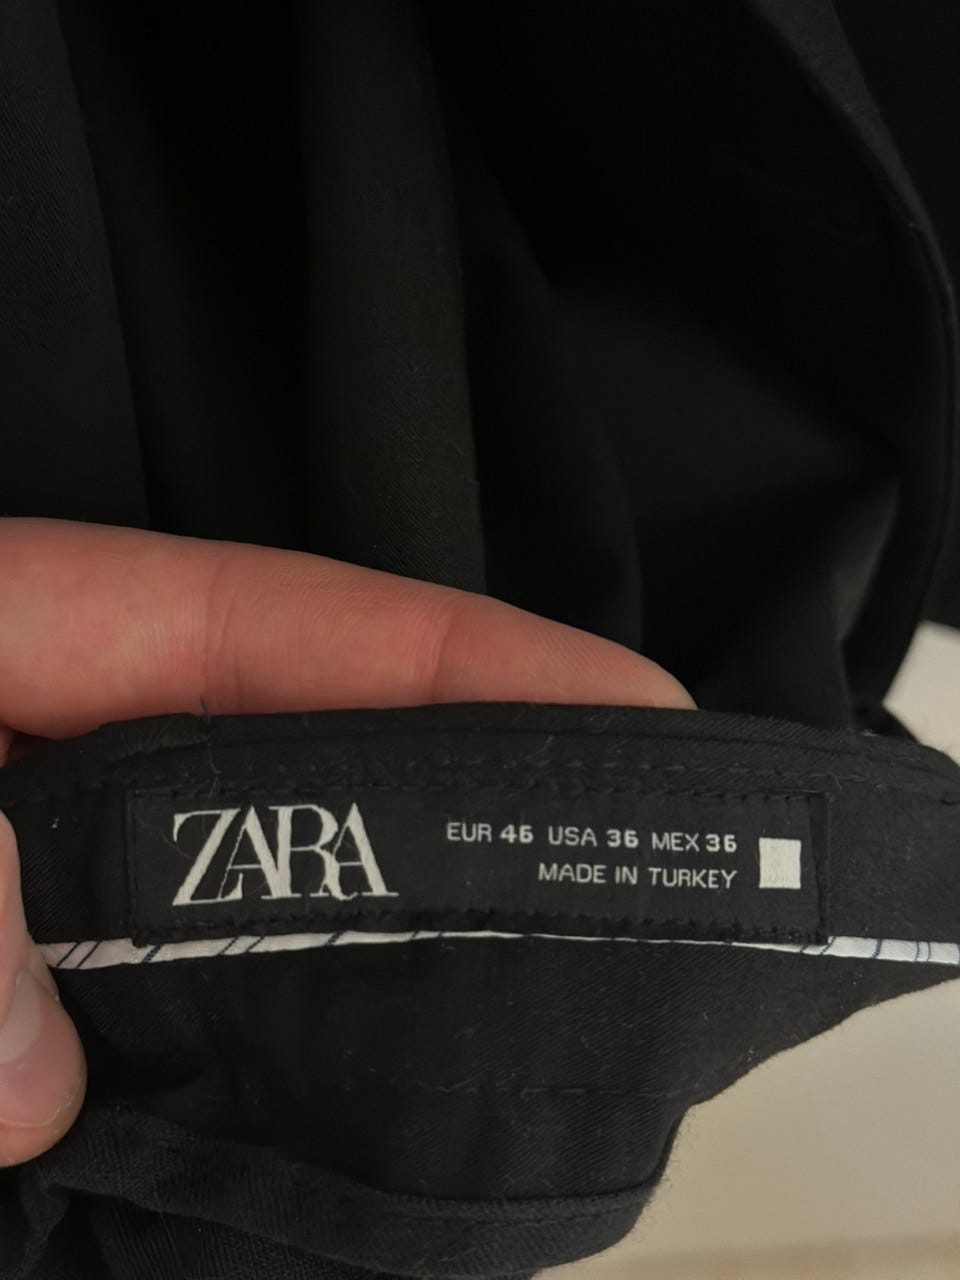 ZARA
EUR 46 USA 36 MEX 36
MADE IN TURKEY